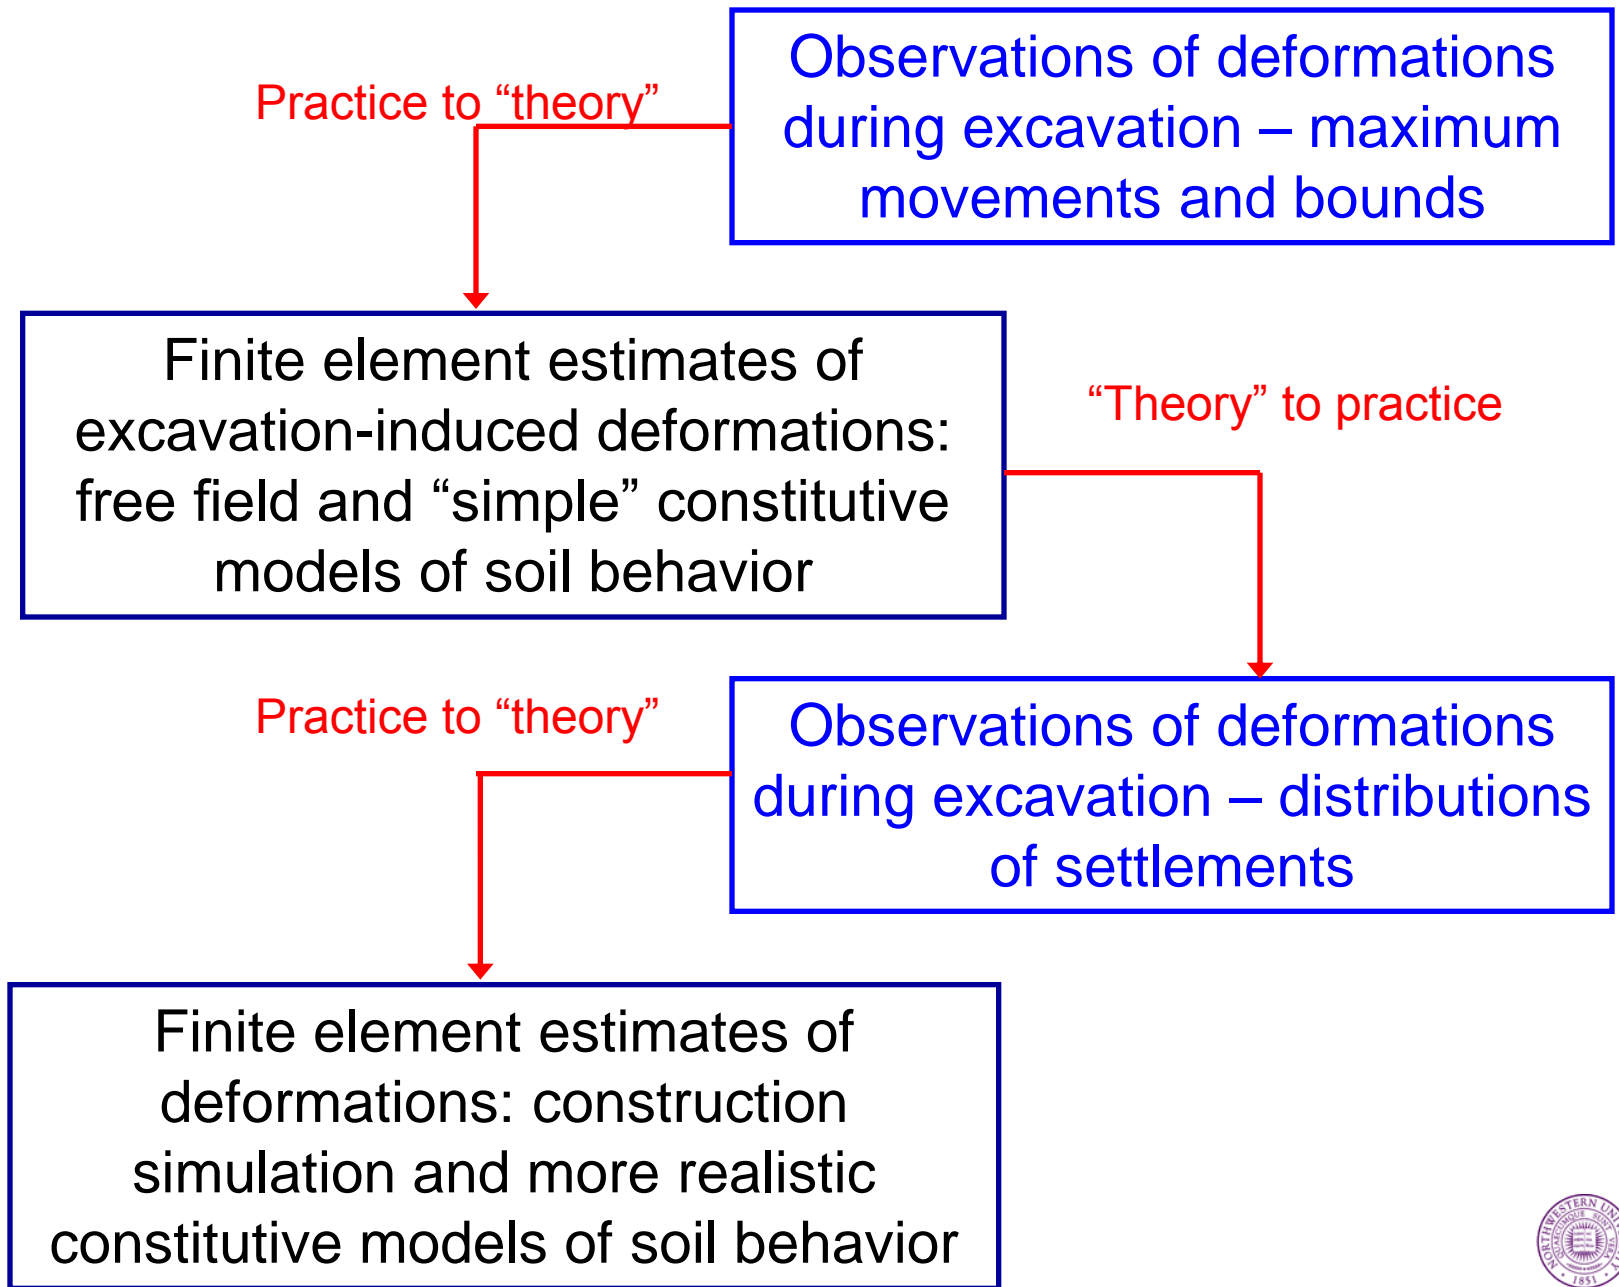 Observations of deformations
during excavation – maximum
movements and bounds
Practice to “theory”
Finite element estimates of
excavation-induced deformations:
free field and “simple” constitutive
models of soil behavior
“Theory” to practice
Practice to “theory”
Observations of deformations
during excavation – distributions
of settlements
Finite element estimates of
deformations: construction
simulation and more realistic
constitutive models of soil behavior
NORTHWESTERN UNI
1851